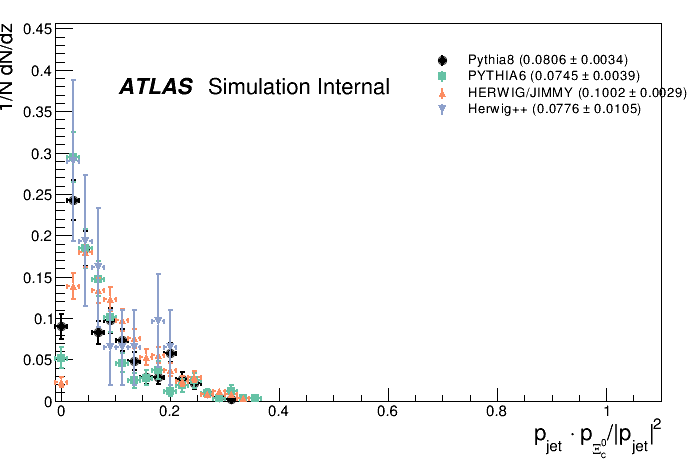 1/N dN/dz
0.45
0.4
0.35
0.3
0.25
0.2
0.15
0.1
0.05
0
ATLAS Simulation Internal
Pythia8 (0.0806 ± 0.0034)
PYTHIA6 (0.0745 ± 0.0039)
HERWIG/JIMMY (0.1002 ± 0.0029)
Herwig++ (0.0776 ± 0.0105)
0 0.2 0.4 0.6 0.8 1
p_jet · p_Ξ_c^0/|p_jet|^2